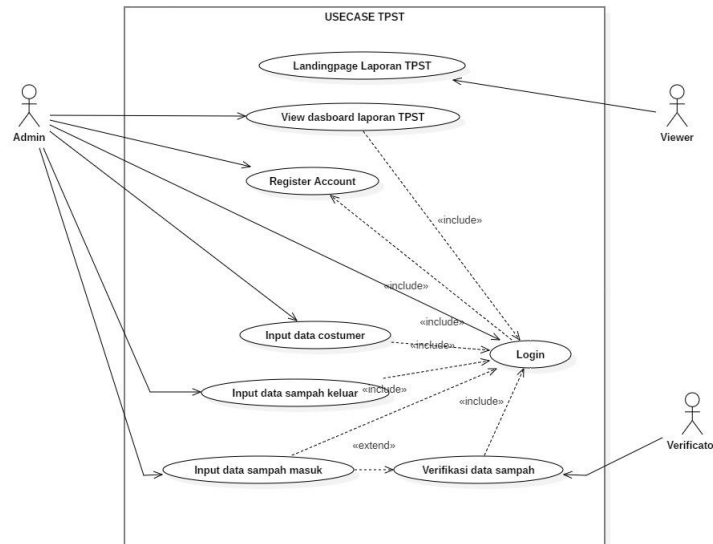 USECASE TPST
Landingpage Laporan TPST
View dasboard laporan TPST
Admin
Viewer
Register Account
«include»
«include»
Input data costumer
«include»
Login
Input data sampah keluar
«include»
«include»
«extend»
Input data sampah masuk
Verifikasi data sampah
Verificato